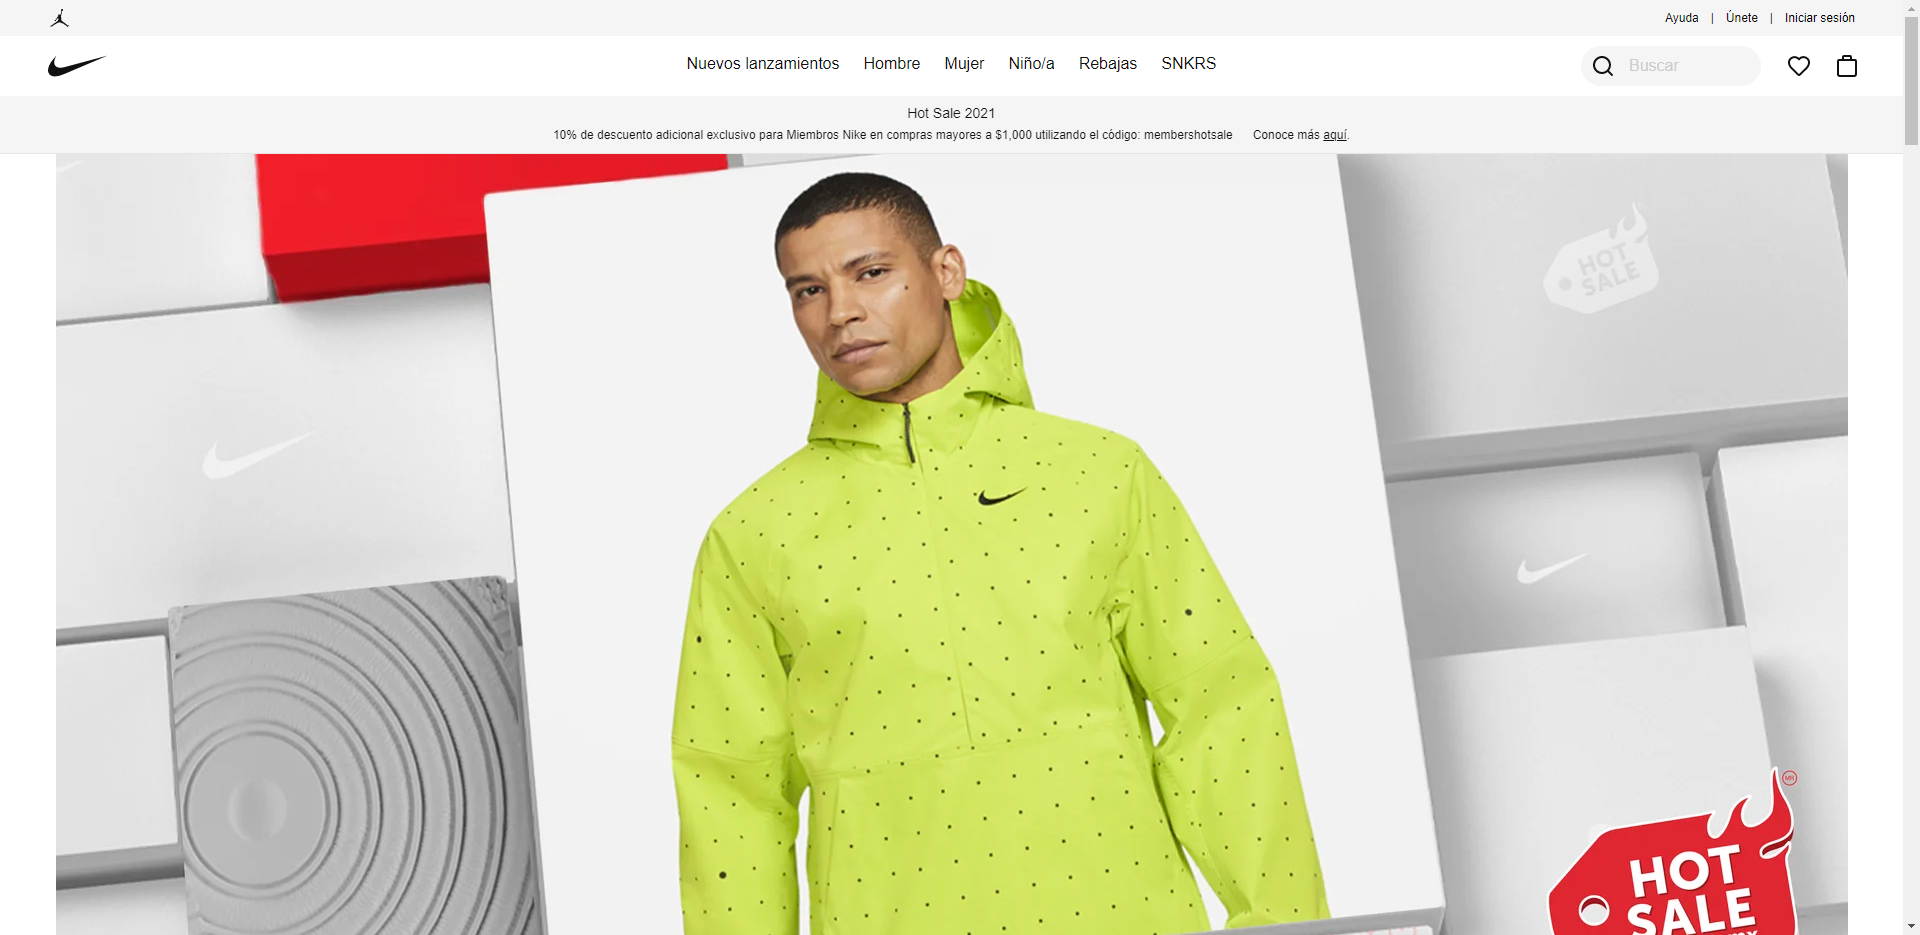 Ayuda | Únete | Iniciar sesión
Nuevos lanzamientos Hombre Mujer Niño/a Rebajas SNKRS
Buscar
Hot Sale 2021
10% de descuento adicional exclusivo para Miembros Nike en compras mayores a $1,000 utilizando el código: membershotsale Conoce más aquí.
HOT
SALE
MR
HOT
SALE